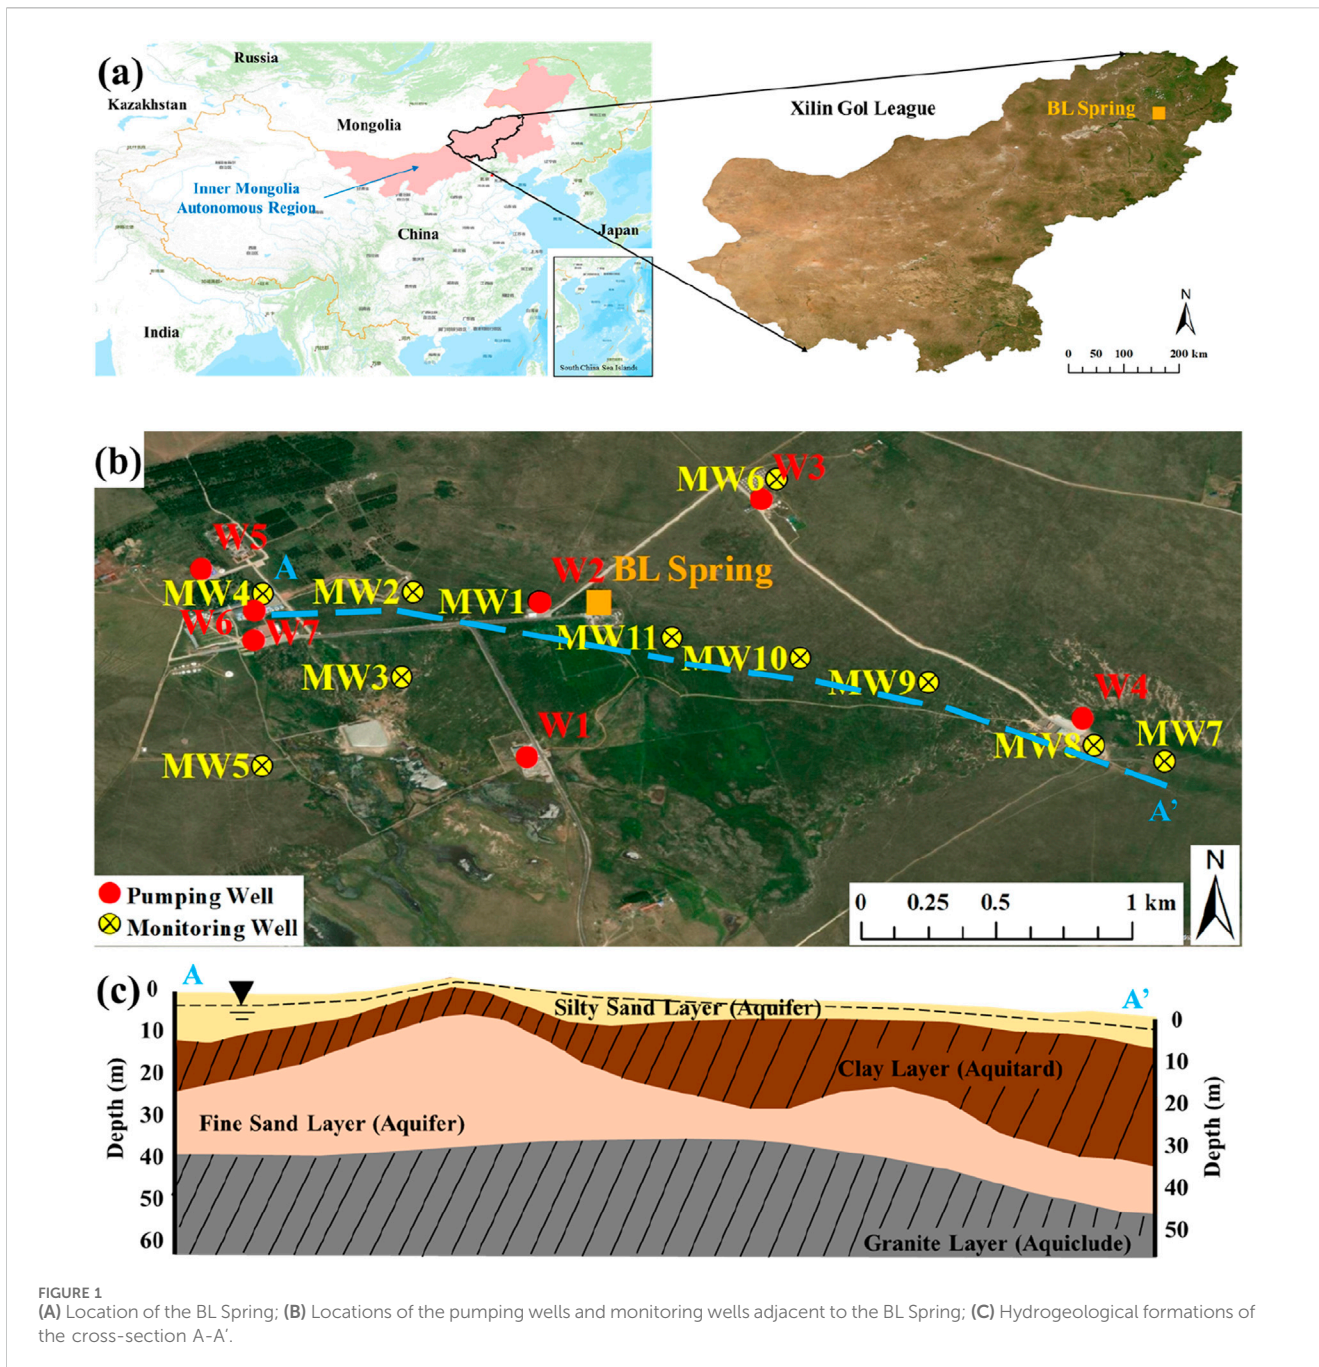 (a)
Russia
Kazakhstan
Mongolia
Inner Mongolia
Autonomous Region
China
Japan
India
South China Sea Islands
Xilin Gol League
BL Spring
N
0 50 100 200 km
(b)
MW6
W3
W5
A
MW4
MW2
MW1
W2
BL Spring
W6
W7
MW11
MW10
MW3
MW9
W4
W1
MW8
MW7
MW5
A’
Pumping Well
Monitoring Well
0 0.25 0.5 1 km
N
(c)
A
A’
0
10
20
30
40
50
60
Depth (m)
Silty Sand Layer (Aquifer)
Clay Layer (Aquitard)
Fine Sand Layer (Aquifer)
Granite Layer (Aquiclude)
0
10
20
30
40
50
Depth (m)
FIGURE 1
(A) Location of the BL Spring; (B) Locations of the pumping wells and monitoring wells adjacent to the BL Spring; (C) Hydrogeological formations of
the cross-section A-A’.